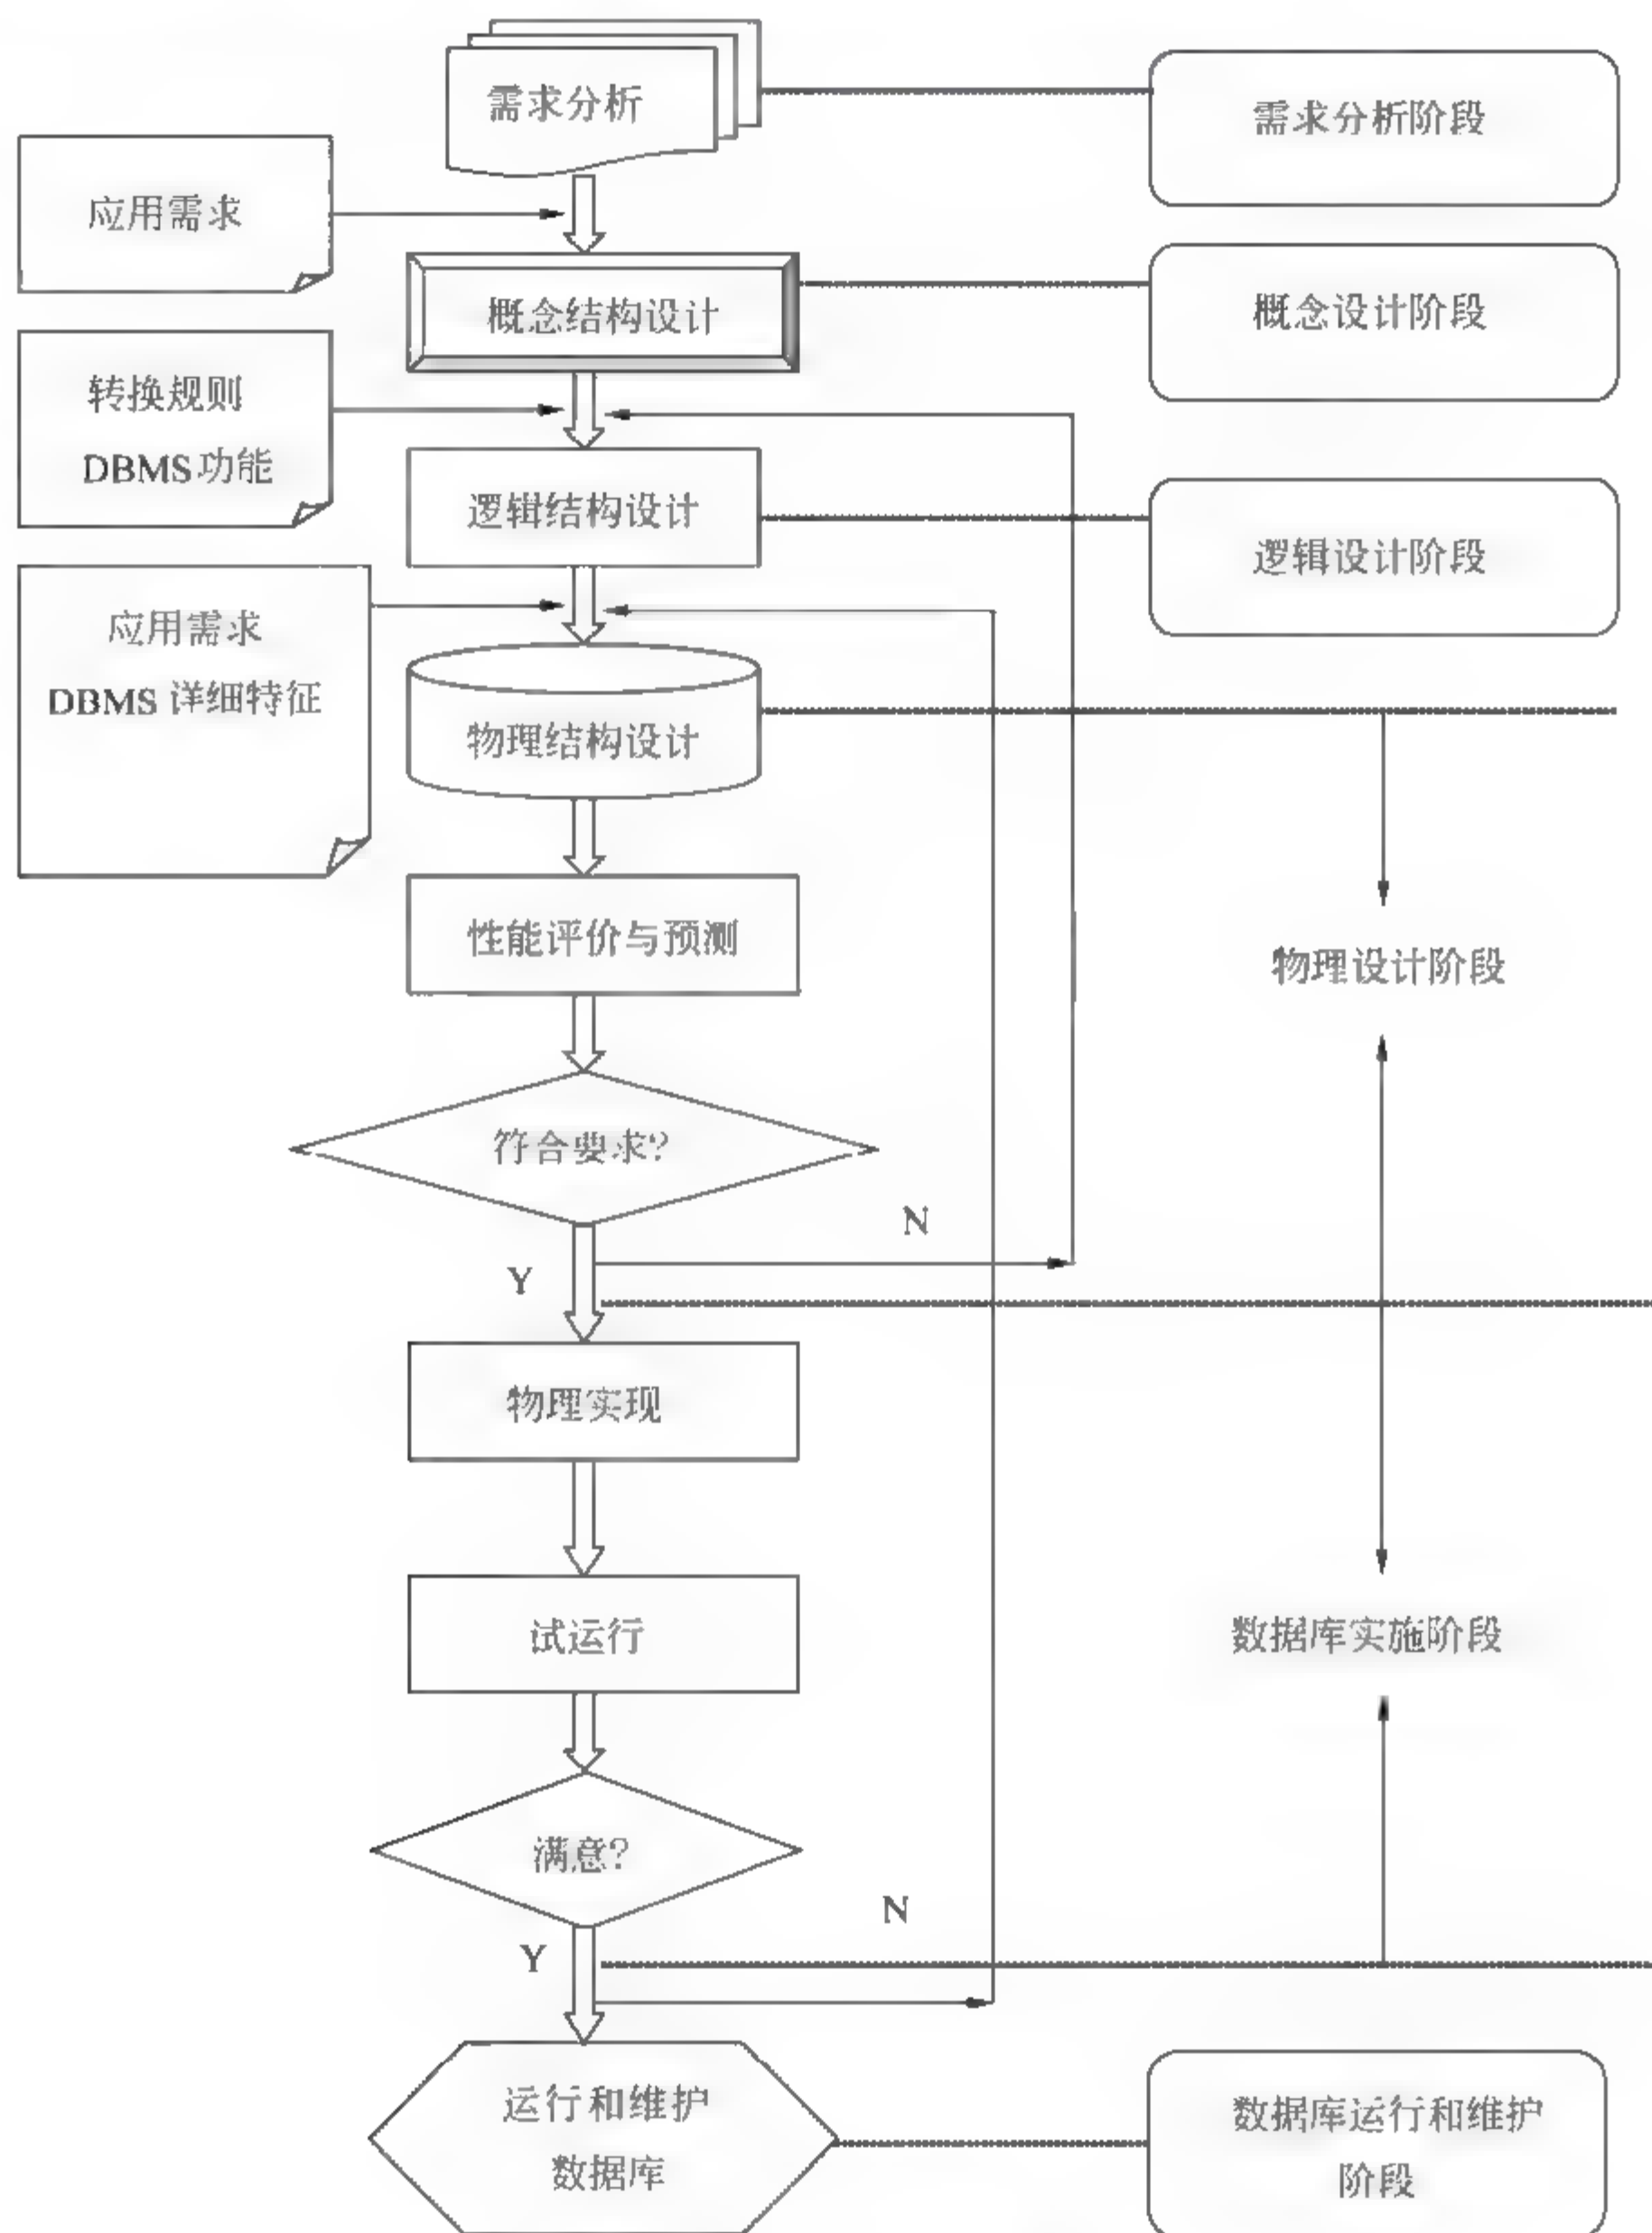 需求分析
需求分析阶段
应用需求
概念结构设计
概念设计阶段
转换规则
DBMS功能
逻辑结构设计
逻辑设计阶段
应用需求
DBMS 详细特征
物理结构设计
性能评价与预测
物理设计阶段
符合要求?
N
Y
物理实现
试运行
数据库实施阶段
满意?
N
Y
运行和维护
数据库
数据库运行和维护
阶段